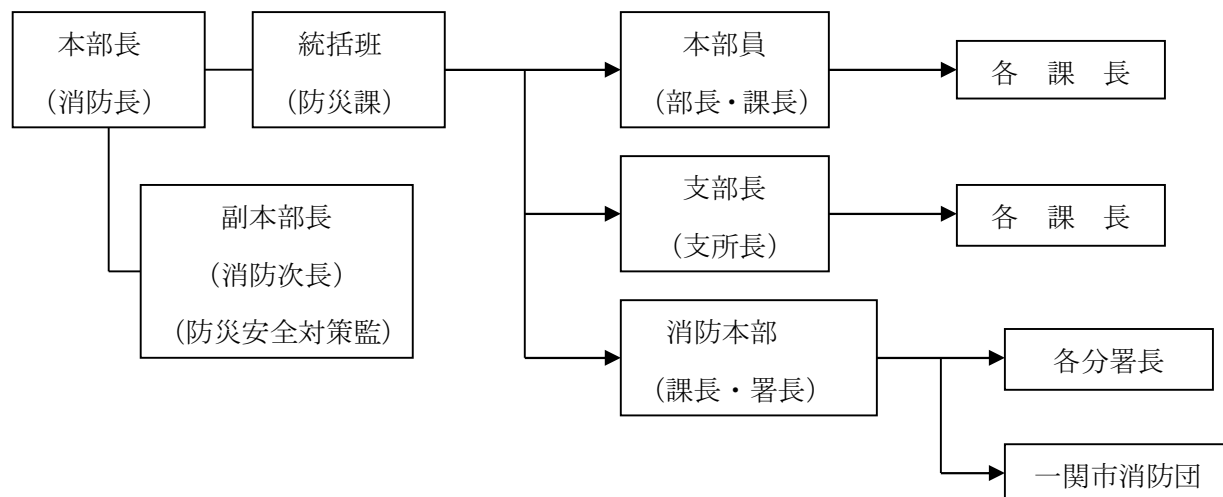 本部長
（消防長）
統括班
（防災課）
本部員
（部長・課長）
各　課　長
副本部長
（消防次長）
（防災安全対策監）
支部長
（支所長）
各　課　長
消防本部
（課長・署長）
各分署長
一関市消防団